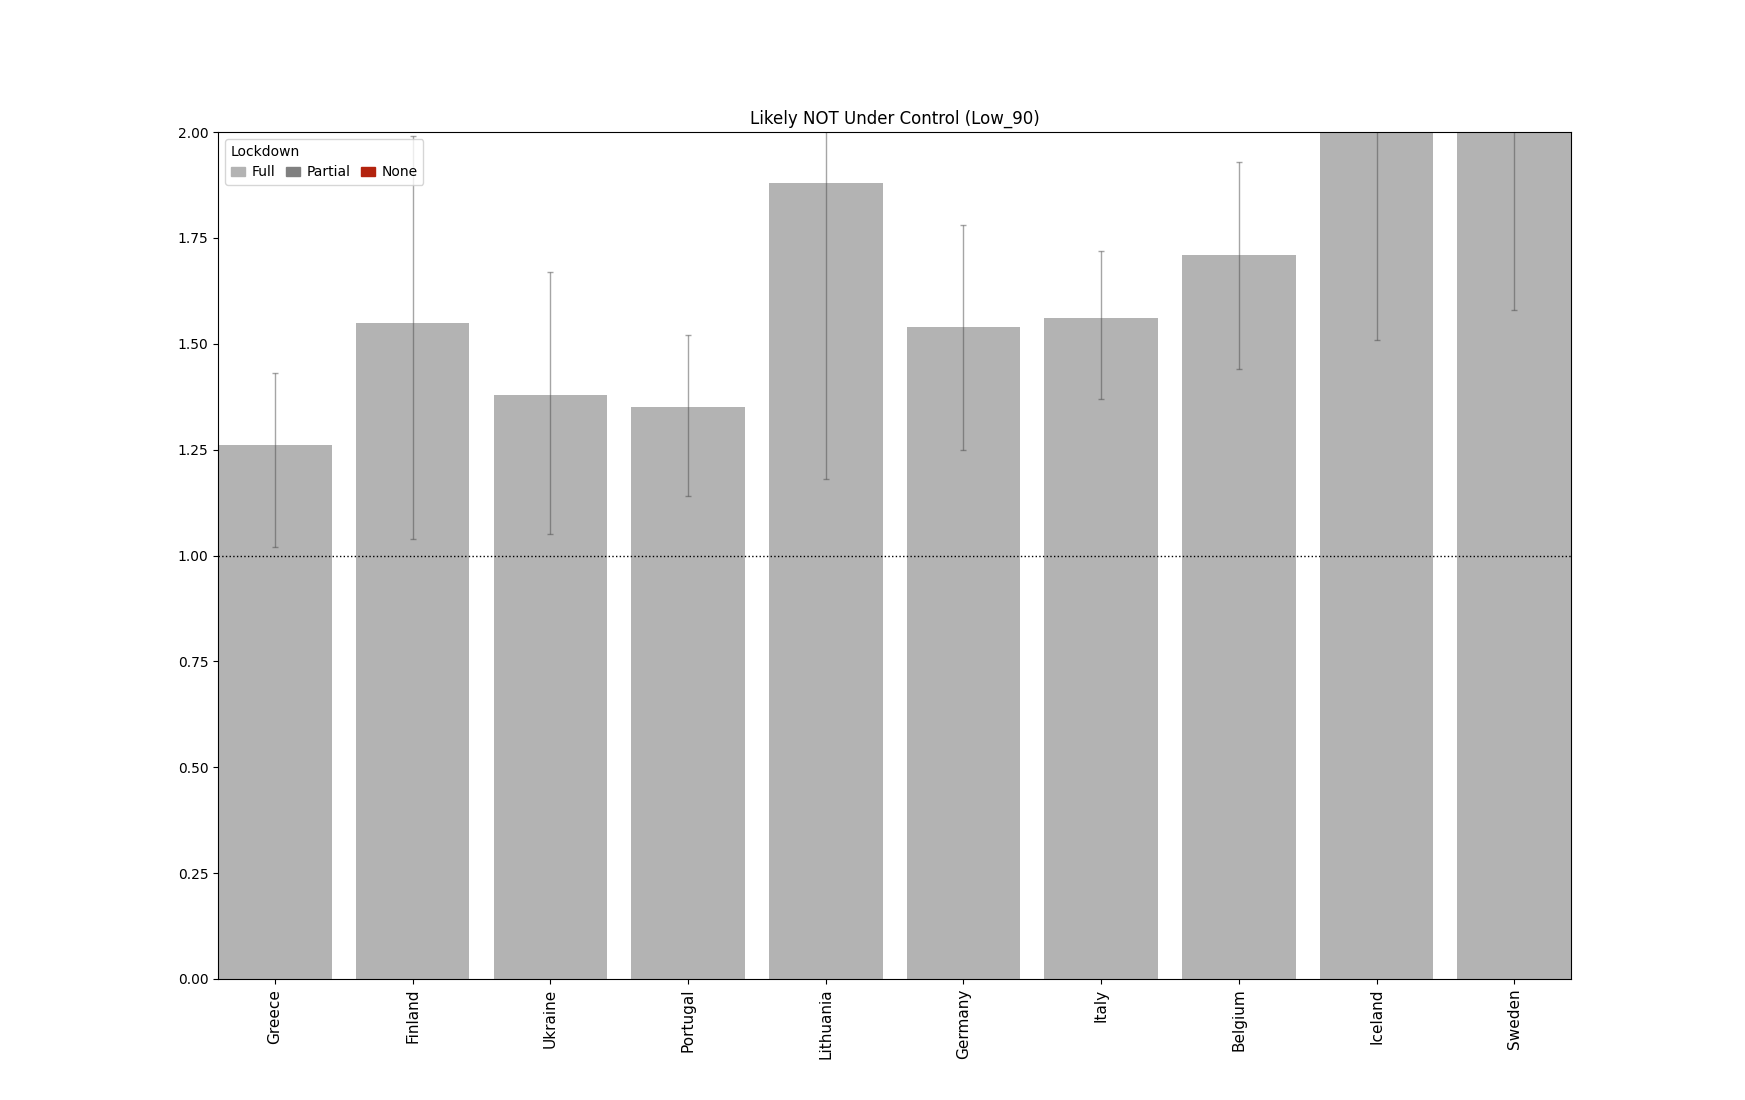 Likely NOT Under Control (Low_90)
Lockdown
Full Partial None
2.00
1.75
1.50
1.25
1.00
0.75
0.50
0.25
0.00
Greece
Finland
Ukraine
Portugal
Lithuania
Germany
Italy
Belgium
Iceland
Sweden